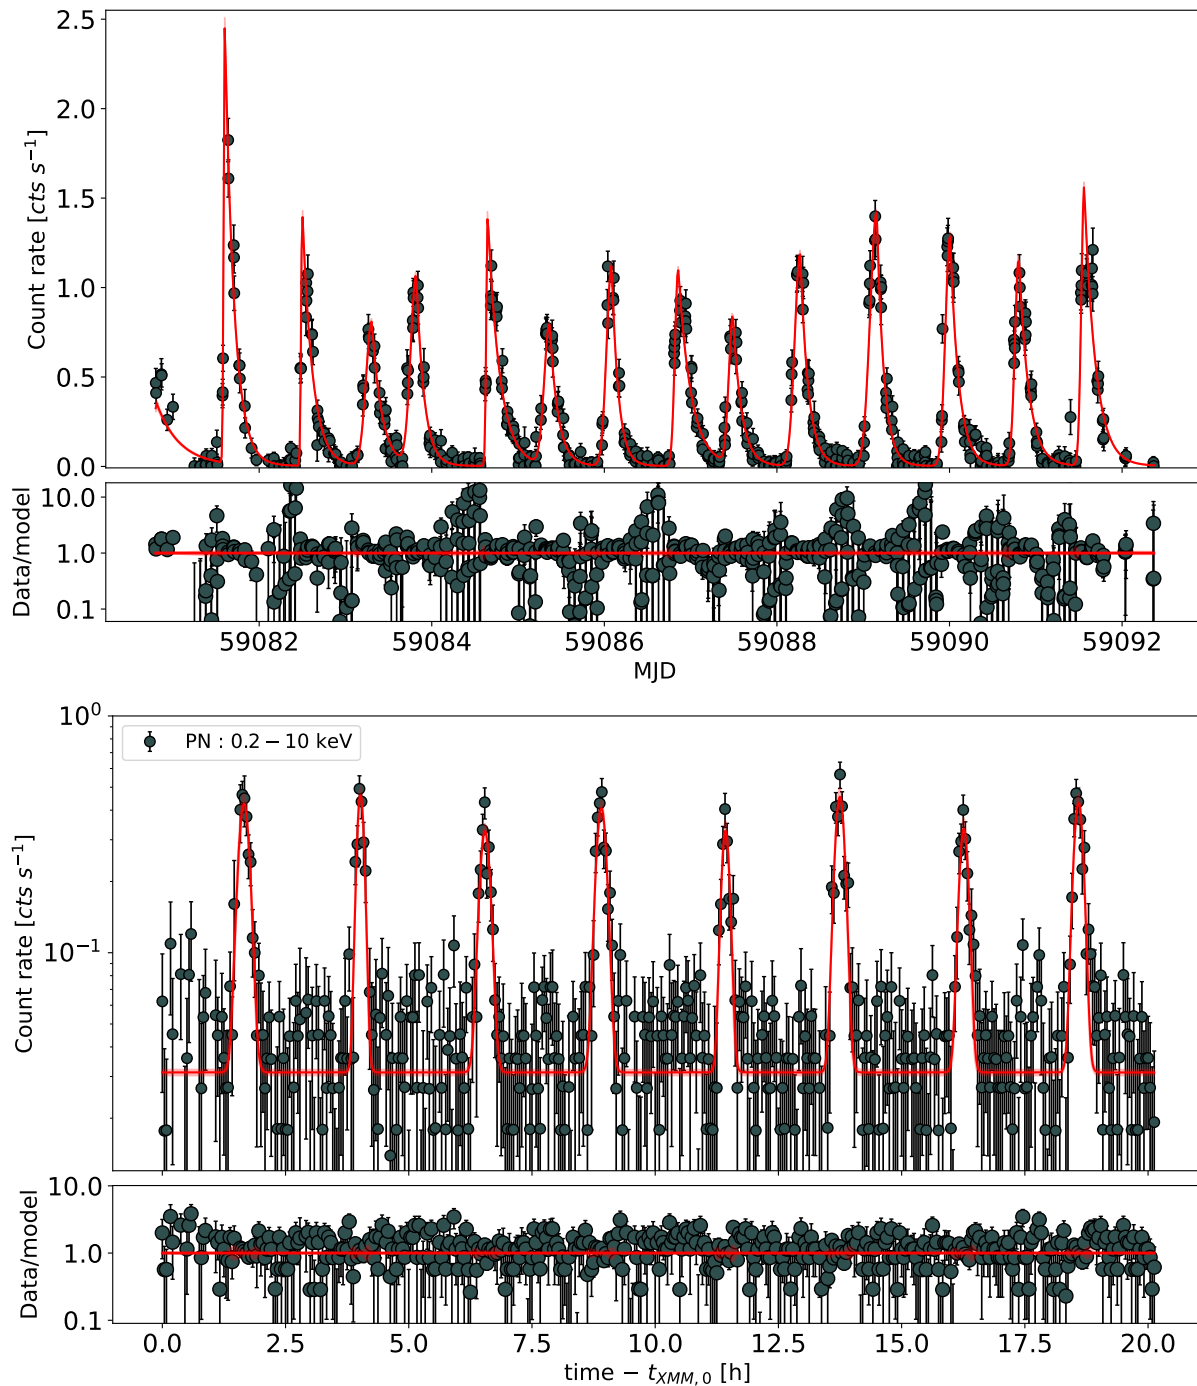 2.5
2.0
1.5
1.0
0.5
0.0
Count rate [cts s⁻¹]
10.0
1.0
0.1
Data/model
59082 59084 59086 59088 59090 59092
MJD
10⁰
10⁻¹
Count rate [cts s⁻¹]
PN : 0.2 − 10 keV
10.0
1.0
0.1
Data/model
0.0 2.5 5.0 7.5 10.0 12.5 15.0 17.5 20.0
time − t_{XMM, 0} [h]